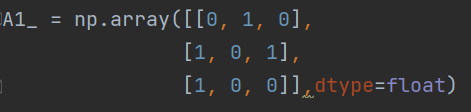 A1_ = np.array([[0, 1, 0],
[1, 0, 1],
[1, 0, 0]],dtype=float)